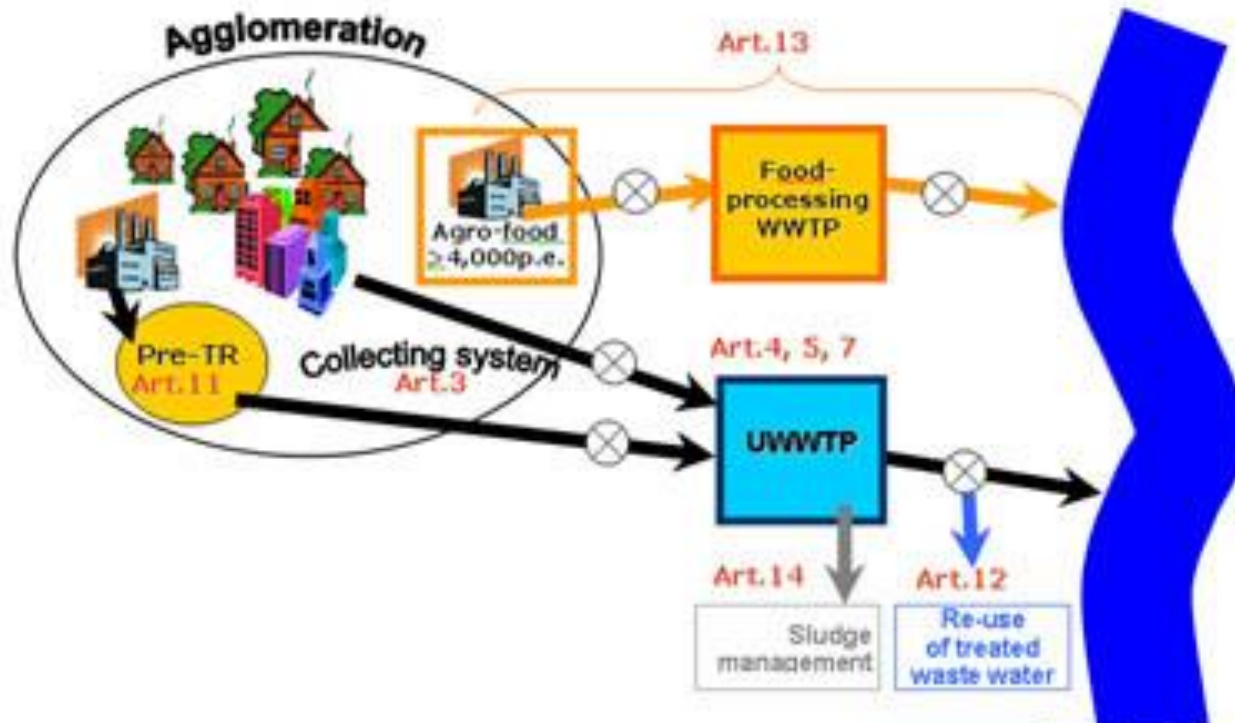 Agglomeration
Art.13
Agro-food
≥4,000p.e.
Food-
processing
WWTP
Pre-TR
Art.11
Collecting system
Art.3
Art.4, 5, 7
UWWTP
Art.14
Sludge
management
Art.12
Re-use
of treated
waste water